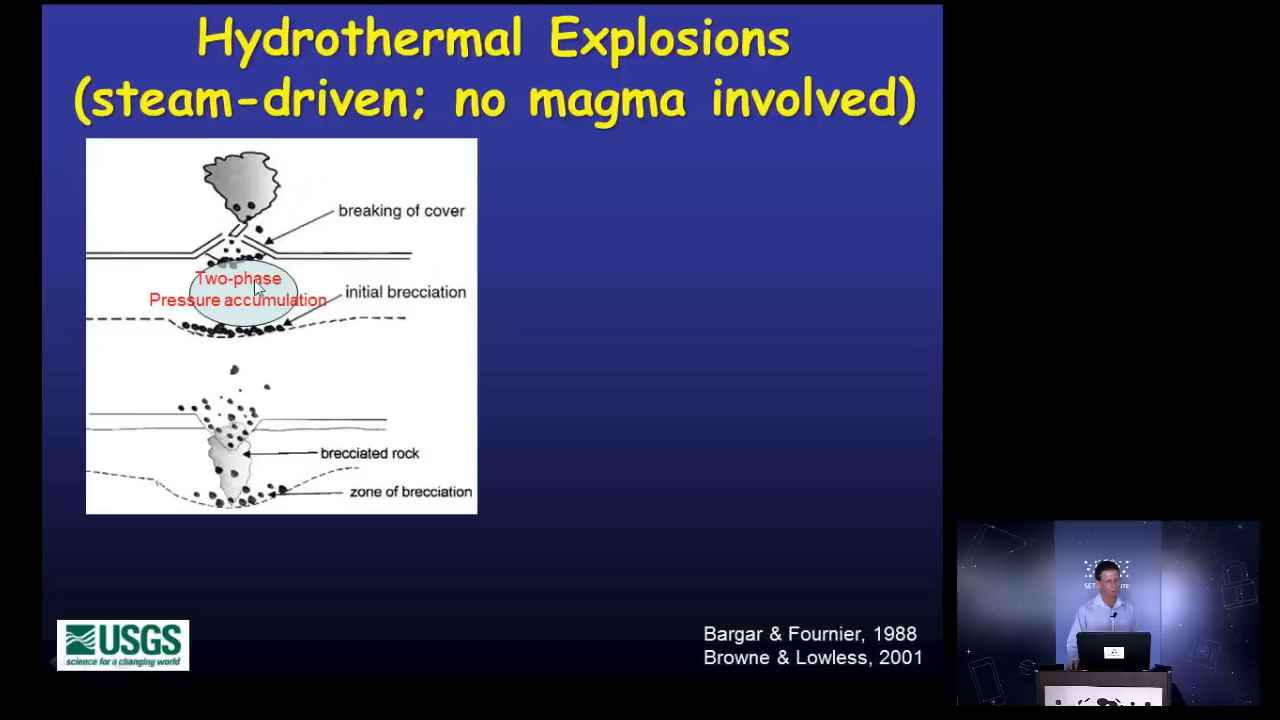 Hydrothermal Explosions
(steam-driven; no magma involved)
breaking of cover
Two-phase
Pressure accumulation
initial brecciation
brecciated rock
zone of brecciation
USGS
science for a changing world
Bargar & Fournier, 1988
Browne & Lowless, 2001